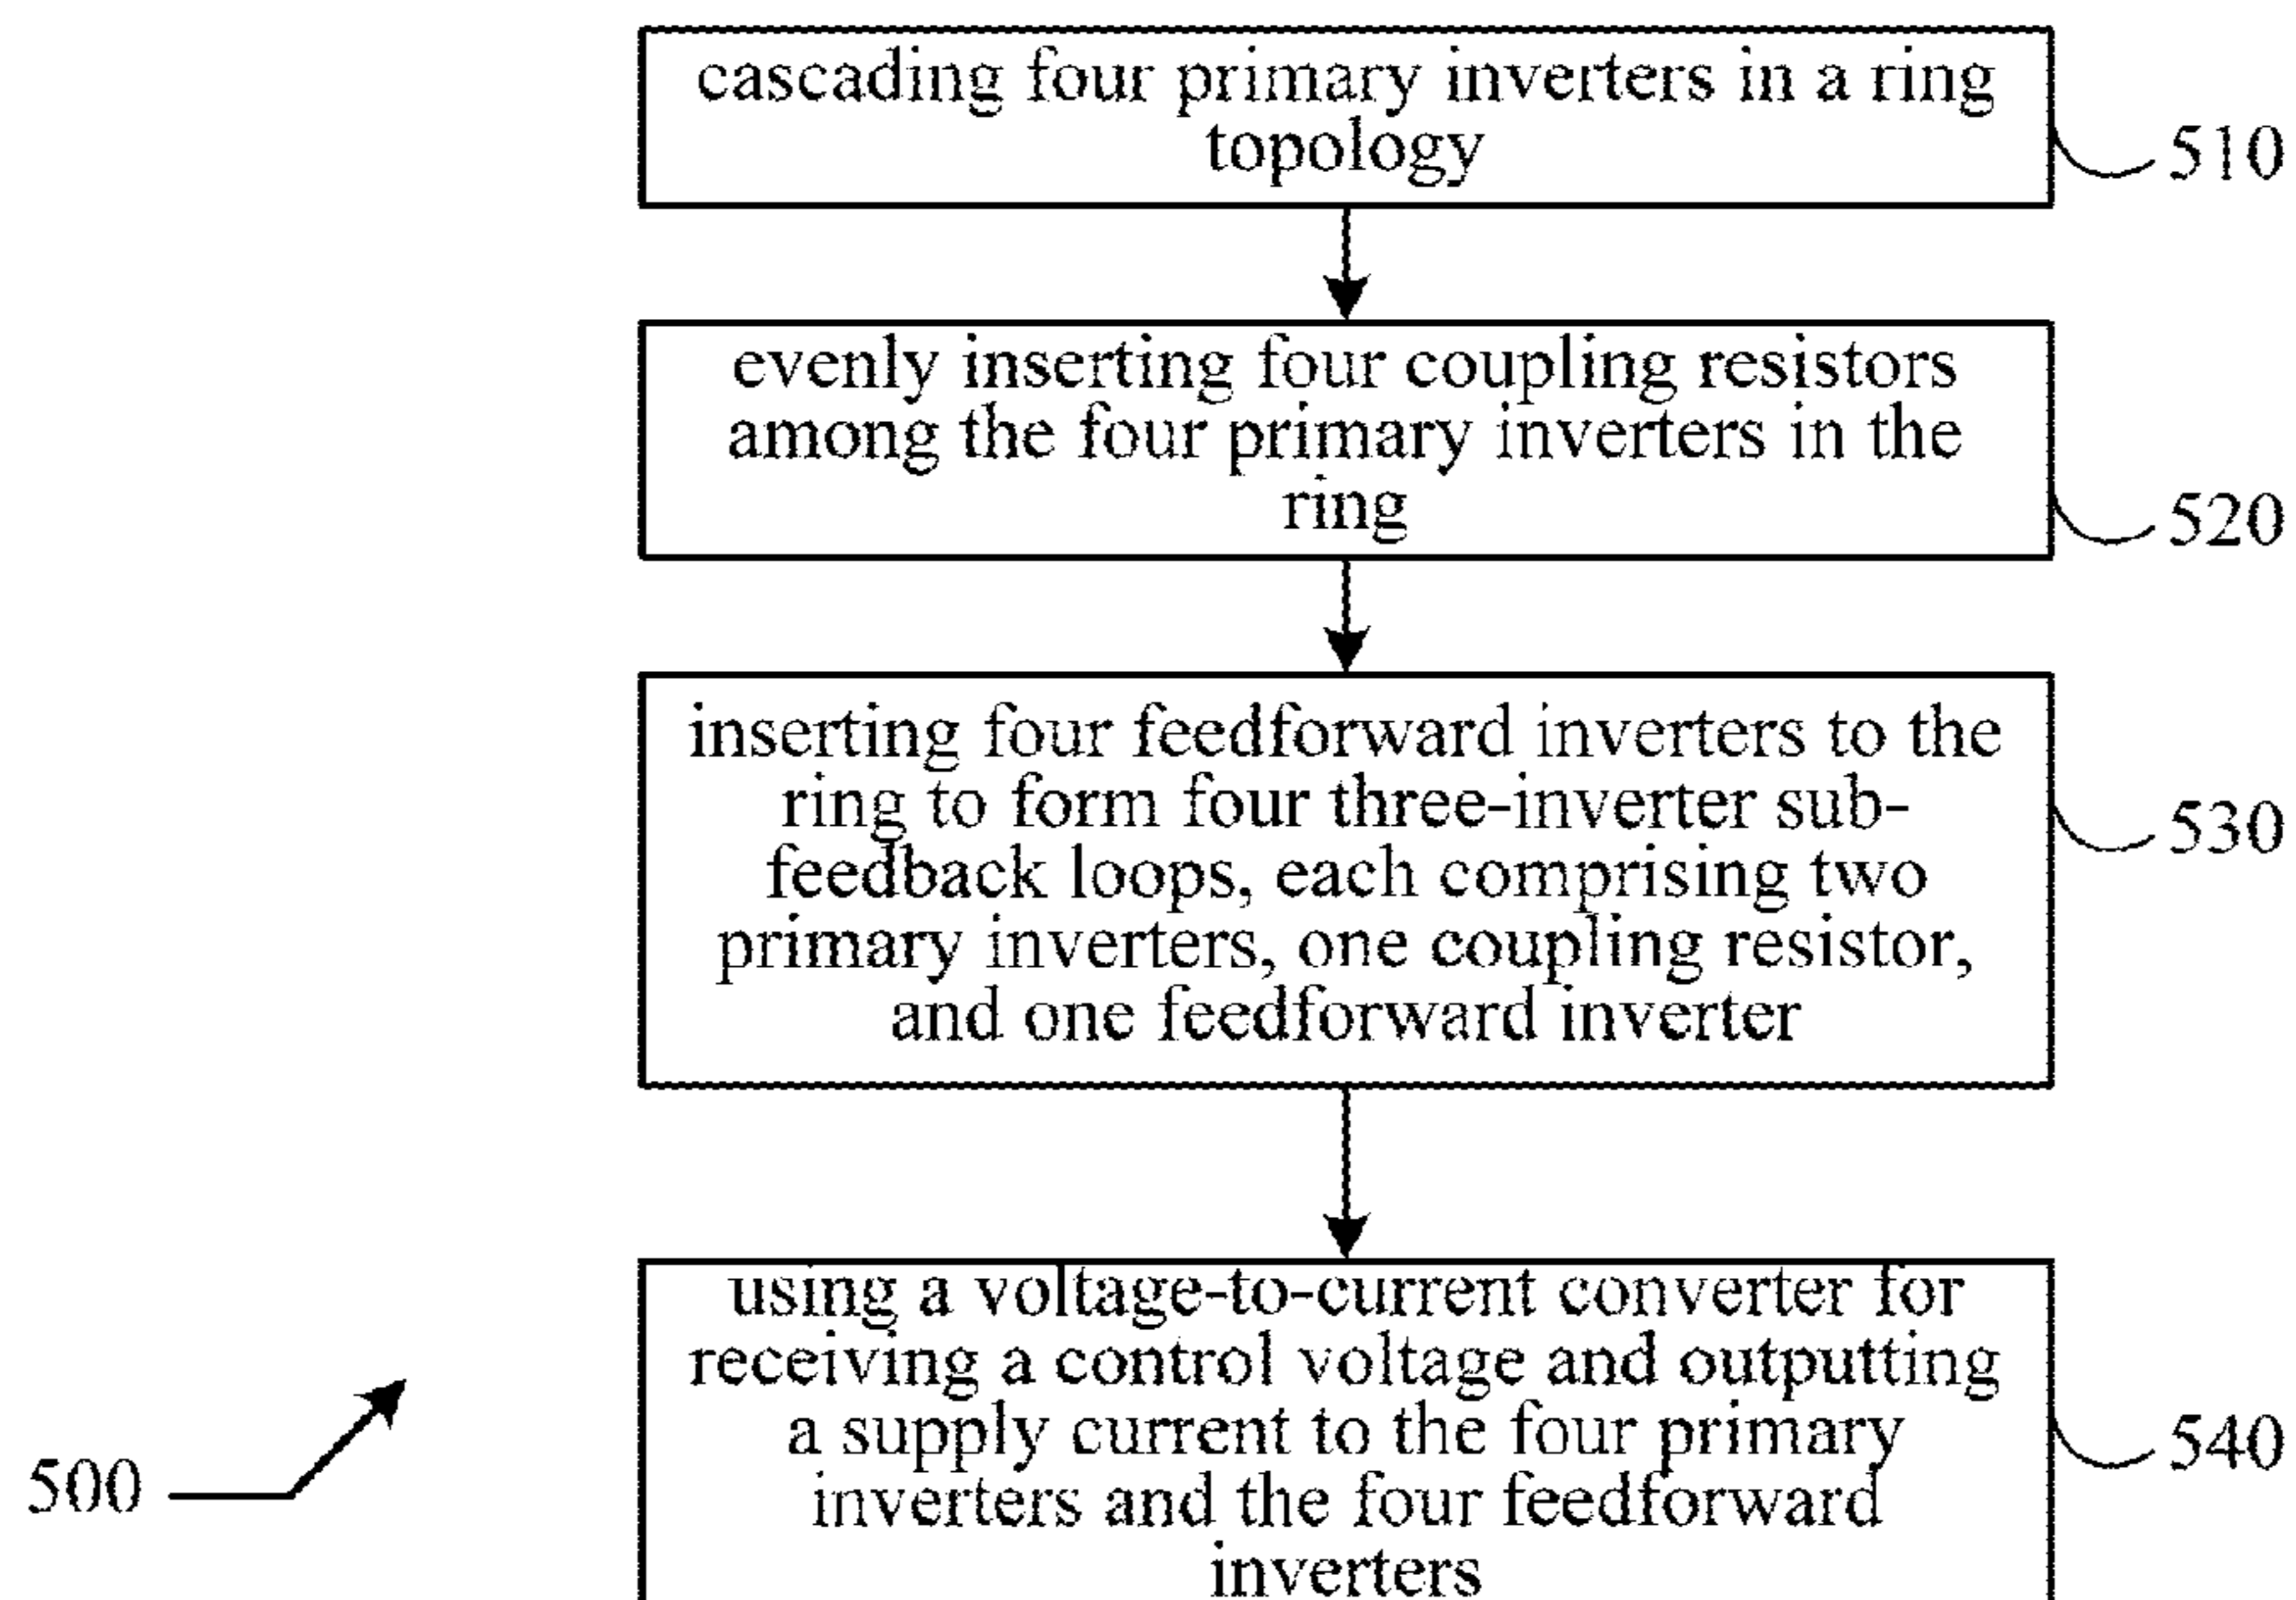 cascading four primary inverters in a ring
topology
510
evenly inserting four coupling resistors
among the four primary inverters in the
ring
520
inserting four feedforward inverters to the
ring to form four three-inverter sub-
feedback loops, each comprising two
primary inverters, one coupling resistor,
and one feedforward inverter
530
using a voltage-to-current converter for
receiving a control voltage and outputting
a supply current to the four primary
inverters and the four feedforward
inverters
540
500